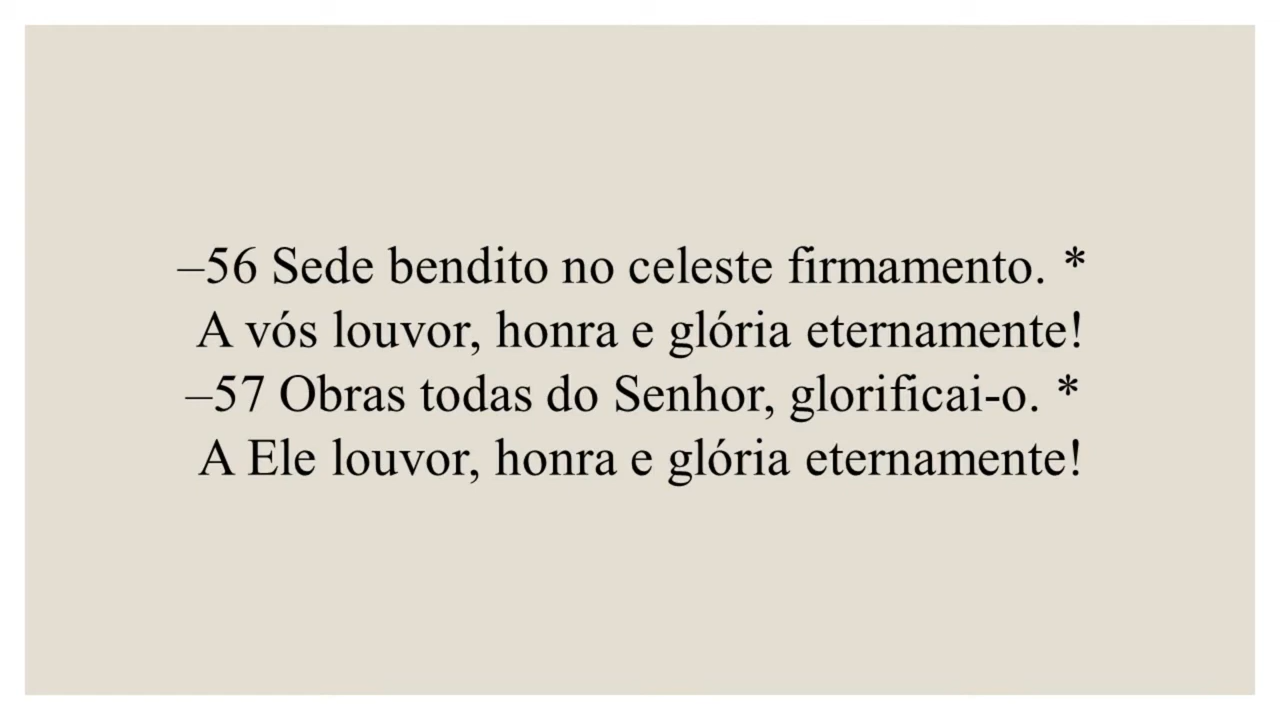 –56 Sede bendito no celeste firmamento. *
A vós louvor, honra e glória eternamente!
–57 Obras todas do Senhor, glorificai-o. *
A Ele louvor, honra e glória eternamente!